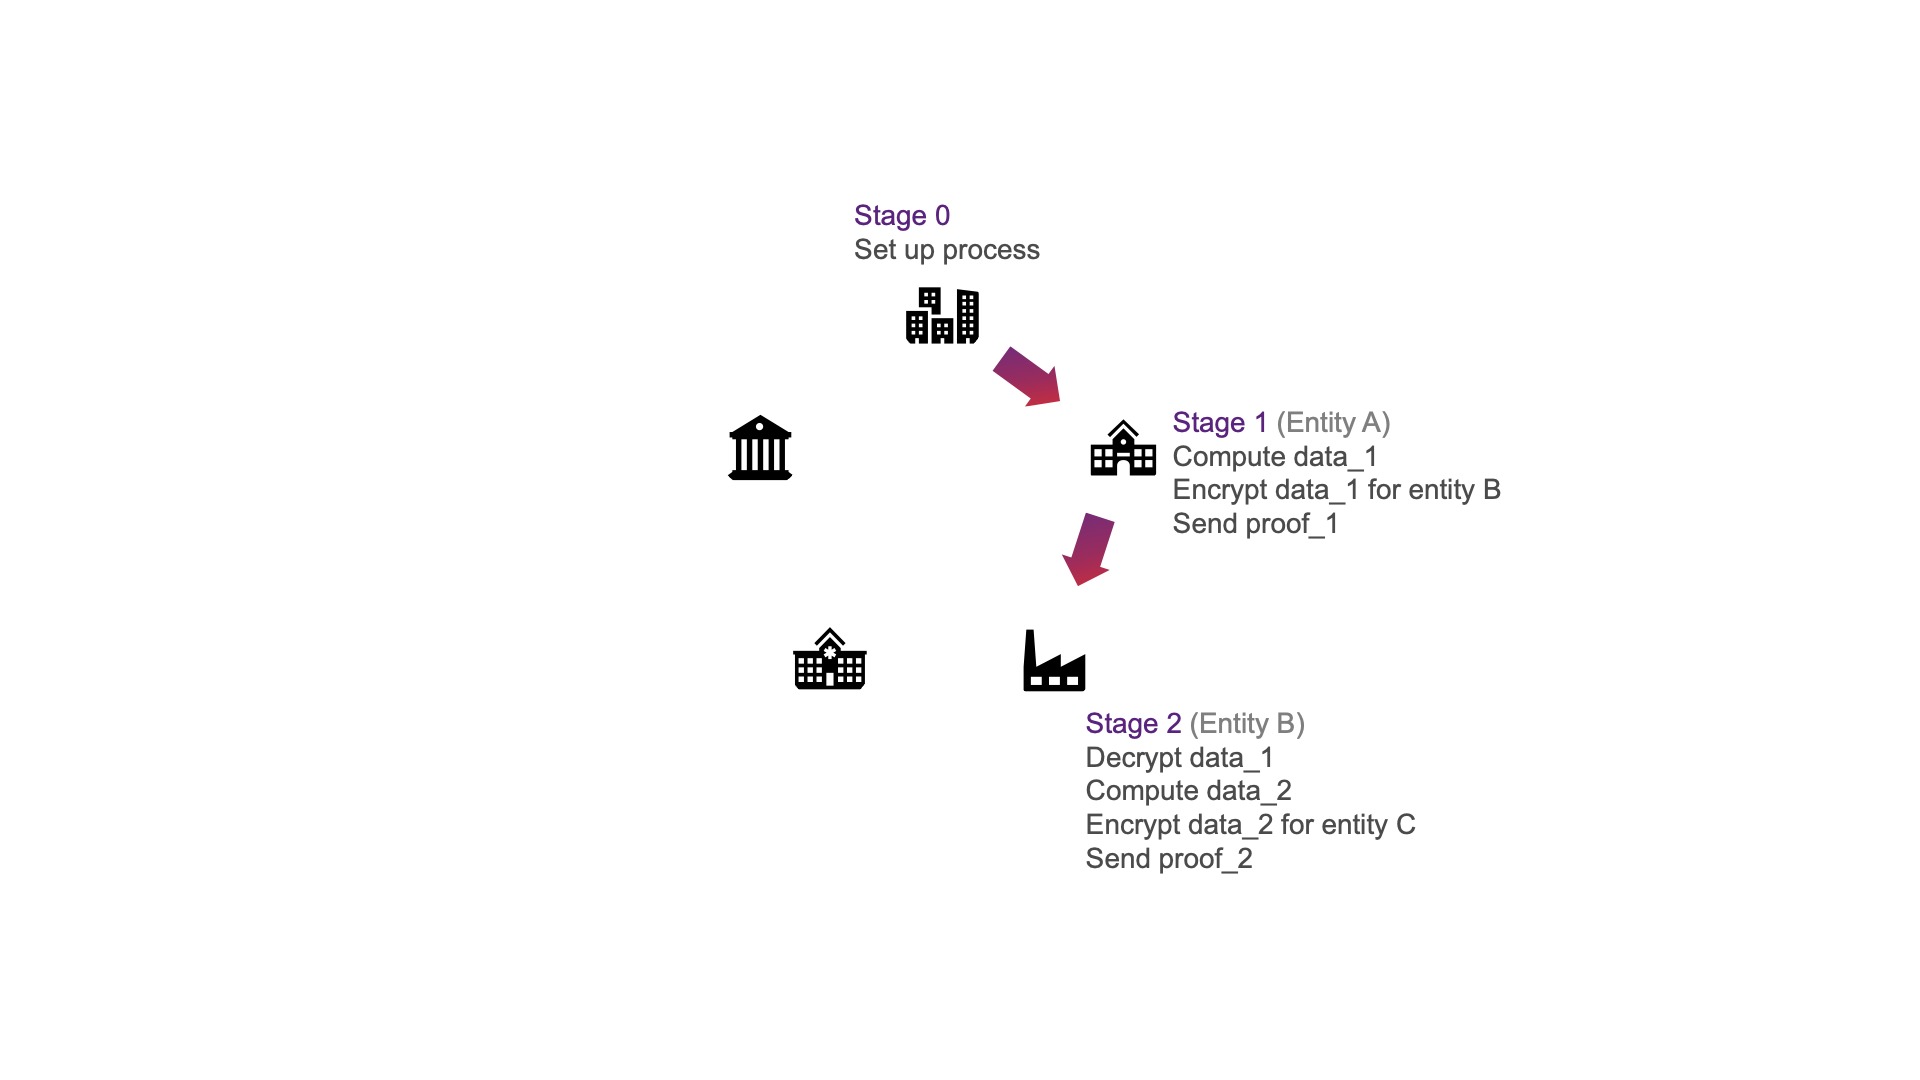 Stage 0
Set up process
Stage 1 (Entity A)
Compute data_1
Encrypt data_1 for entity B
Send proof_1
Stage 2 (Entity B)
Decrypt data_1
Compute data_2
Encrypt data_2 for entity C
Send proof_2